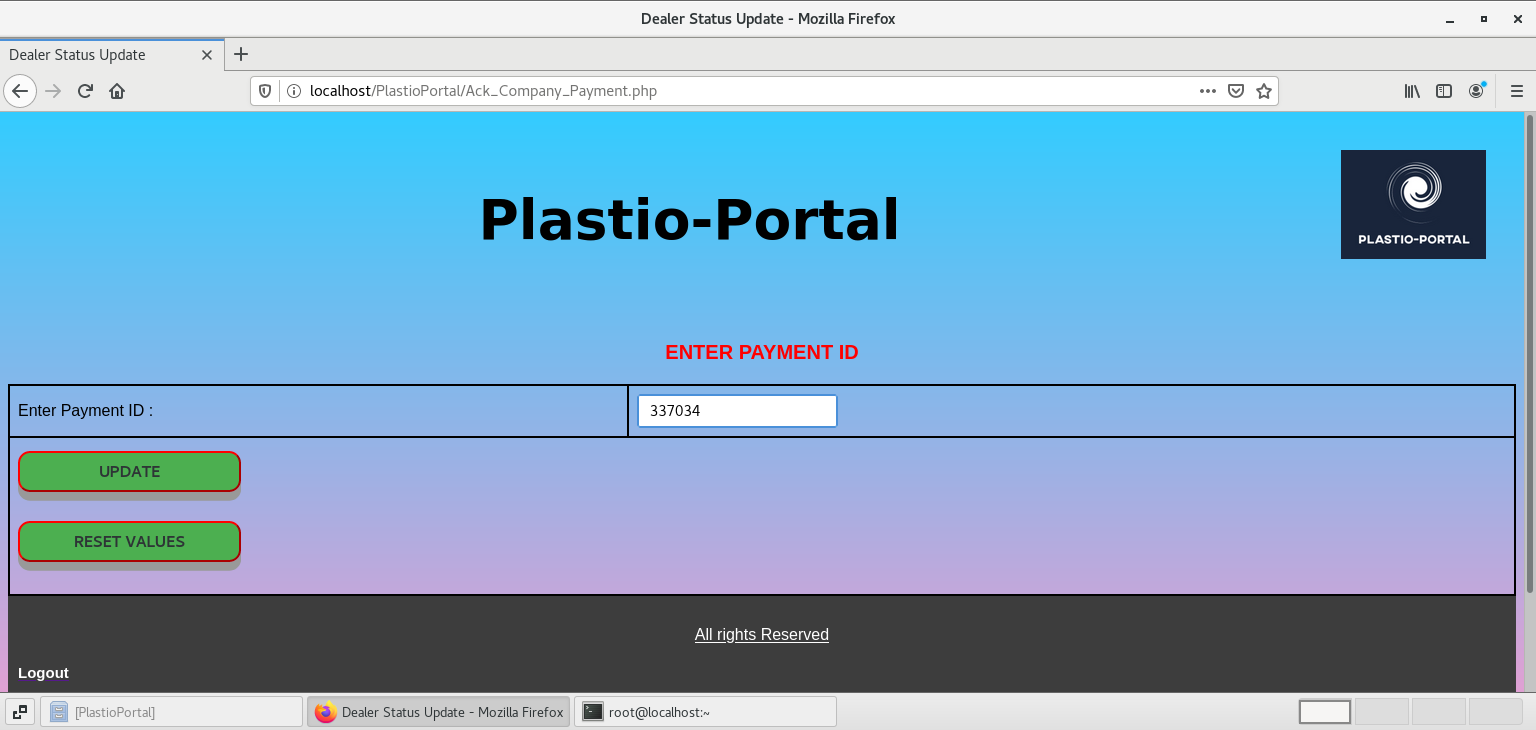 Dealer Status Update - Mozilla Firefox
Dealer Status Update
localhost/PlastioPortal/Ack_Company_Payment.php
Plastio-Portal
PLASTIO-PORTAL
ENTER PAYMENT ID
Enter Payment ID :
337034
UPDATE
RESET VALUES
All rights Reserved
Logout
[PlastioPortal]
Dealer Status Update - Mozilla Firefox
root@localhost:~